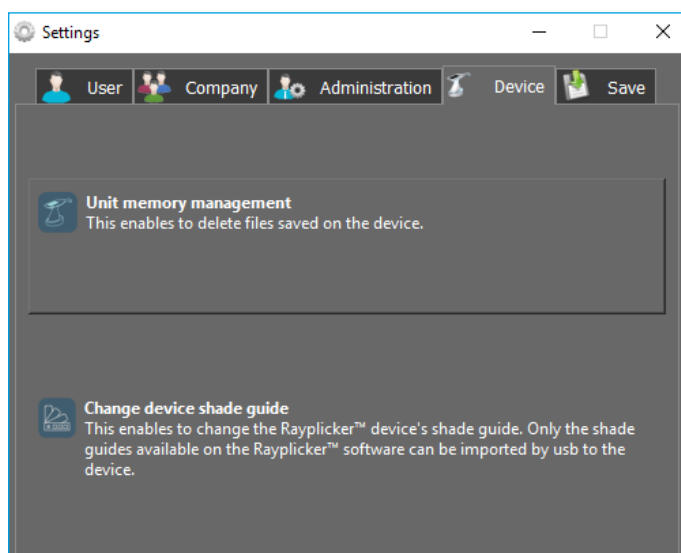 Settings
User Company Administration Device Save
Unit memory management
This enables to delete files saved on the device.
Change device shade guide
This enables to change the Rayplicker™ device's shade guide. Only the shade
guides available on the Rayplicker™ software can be imported by usb to the
device.